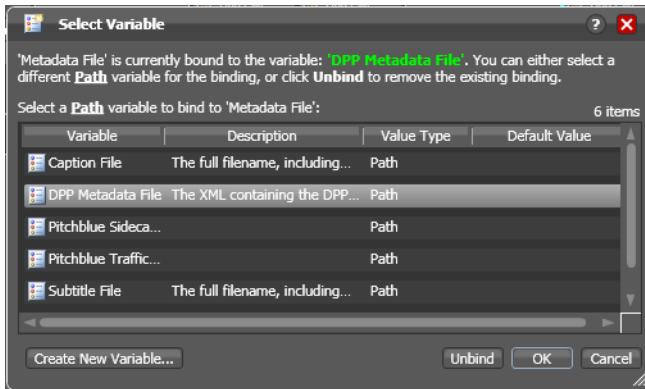 Select Variable
?
'Metadata File' is currently bound to the variable: 'DPP Metadata File'. You can either select a
different Path variable for the binding, or click Unbind to remove the existing binding.
Select a Path variable to bind to 'Metadata File':
6 items
Variable Description Value Type Default Value
Caption File The full filename, including... Path
DPP Metadata File The XML containing the DPP... Path
Pitchblue Sideca... Path
Pitchblue Traffic... Path
Subtitle File The full filename, including... Path
Create New Variable... Unbind OK Cancel